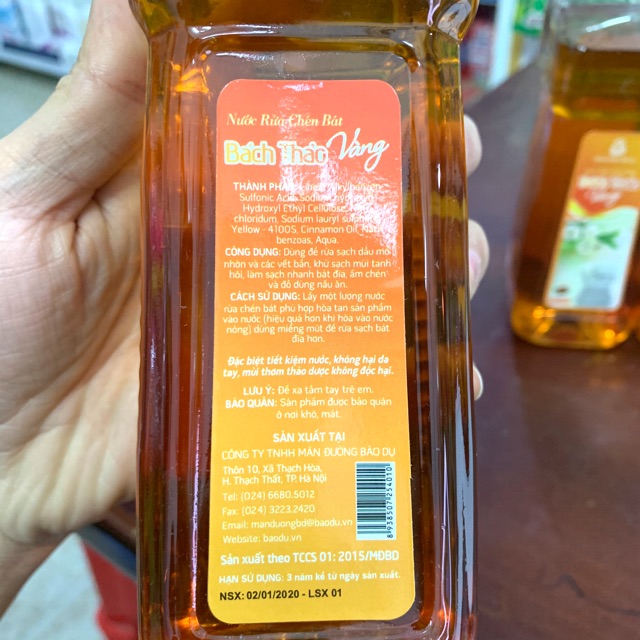 Nước Rửa Chén Bát
Bách Thảo Vàng
THÀNH PHẦN:
Sulfonic Acid, Sodium
Hydroxyl Ethyl Cellulose,
chloridum, Sodium lauryl
Yellow - 4100S, Cinnamon Oil,
benzoas, Aqua.
CÔNG DỤNG: Dùng để rửa sạch dầu mỡ
nhờn và các vết bẩn, khử sạch mùi tanh
hôi, làm sạch nhanh bát đĩa, ấm chén
và đồ dùng nấu ăn.
CÁCH SỬ DỤNG: Lấy một lượng nước
rửa chén bát phù hợp hòa tan sản phẩm
vào nước (hiệu quả hơn khi hòa vào nước
nóng) dùng miếng mút để rửa sạch bát
đĩa hơn.
Đặc biệt tiết kiệm nước, không hại da
tay, mùi thơm thảo dược không độc hại.
LƯU Ý: Để xa tầm tay trẻ em.
BẢO QUẢN: Sản phẩm được bảo quản
ở nơi khô, mát.
SẢN XUẤT TẠI
CÔNG TY TNHH MÃN ĐƯỜNG BẢO DỤ
Thôn 10, Xã Thạch Hòa,
H. Thạch Thất, TP. Hà Nội
Tel: (024) 6680.5012
Fax: (024) 3223.2420
Email: manduongbd@baodu.vn
Website: baodu.vn
8 938507 234010
Sản xuất theo TCCS 01: 2015/MĐBD
HẠN SỬ DỤNG: 3 năm kể từ ngày sản xuất.
NSX: 02/01/2020 - LSX 01